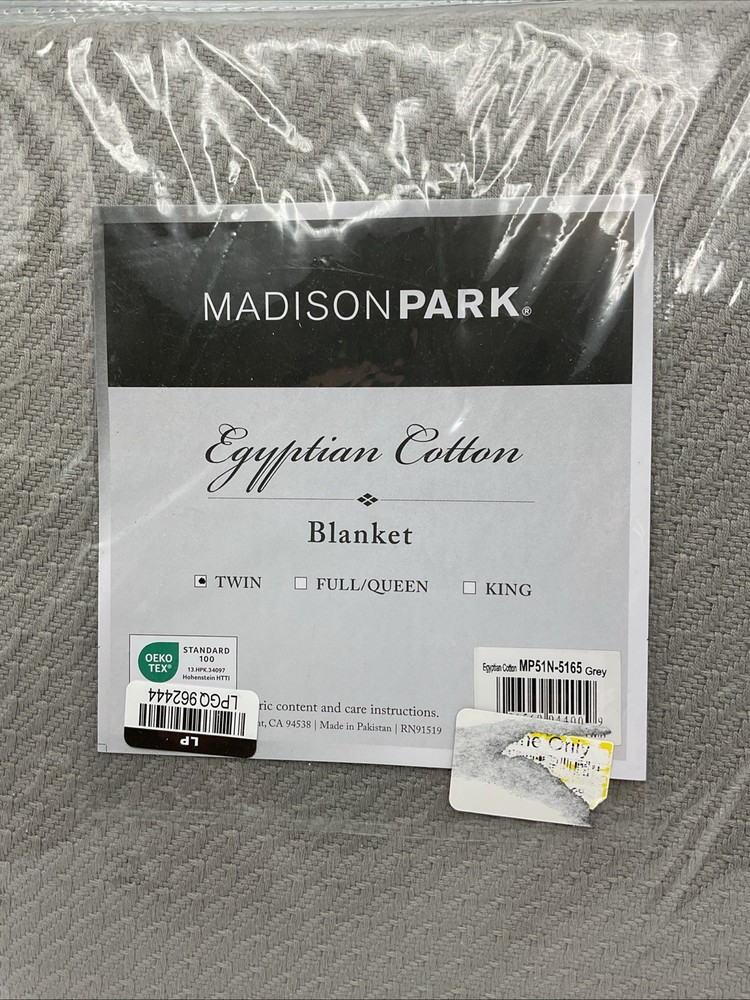 MADISONPARK®
Egyptian Cotton
Blanket
TWIN FULL/QUEEN KING
OEKO
TEX®
STANDARD
100
13.HPK.34097
Hohenstein HTTI
Egyptian Cotton MP51N-5165 Grey
LPGQ962444
LP
content and care instructions.
CA 94538 | Made in Pakistan | RN91519
Only